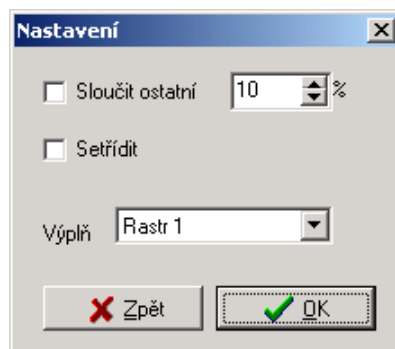 Nastavení
Sloučit ostatní 10 %
Setřídit
Výplň Rastr 1
Zpět OK